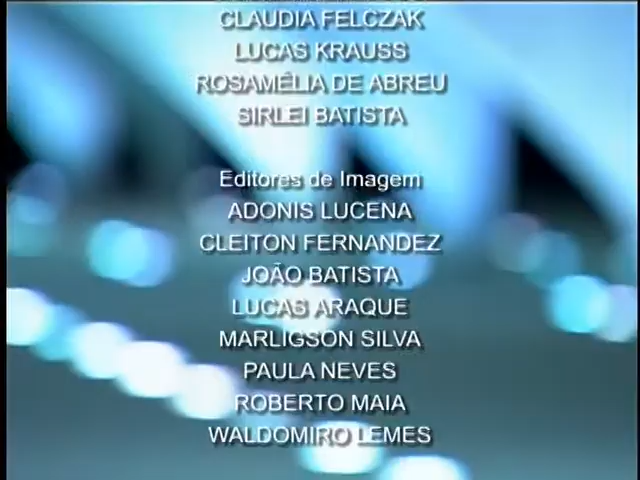 CLAUDIA FELCZAK
LUCAS KRAUSS
ROSAMÉLIA DE ABREU
SIRLEI BATISTA
Editores de Imagem
ADONIS LUCENA
CLEITON FERNANDEZ
JOÃO BATISTA
LUCAS ARAQUE
MARLIGSON SILVA
PAULA NEVES
ROBERTO MAIA
WALDOMIRO LEMES